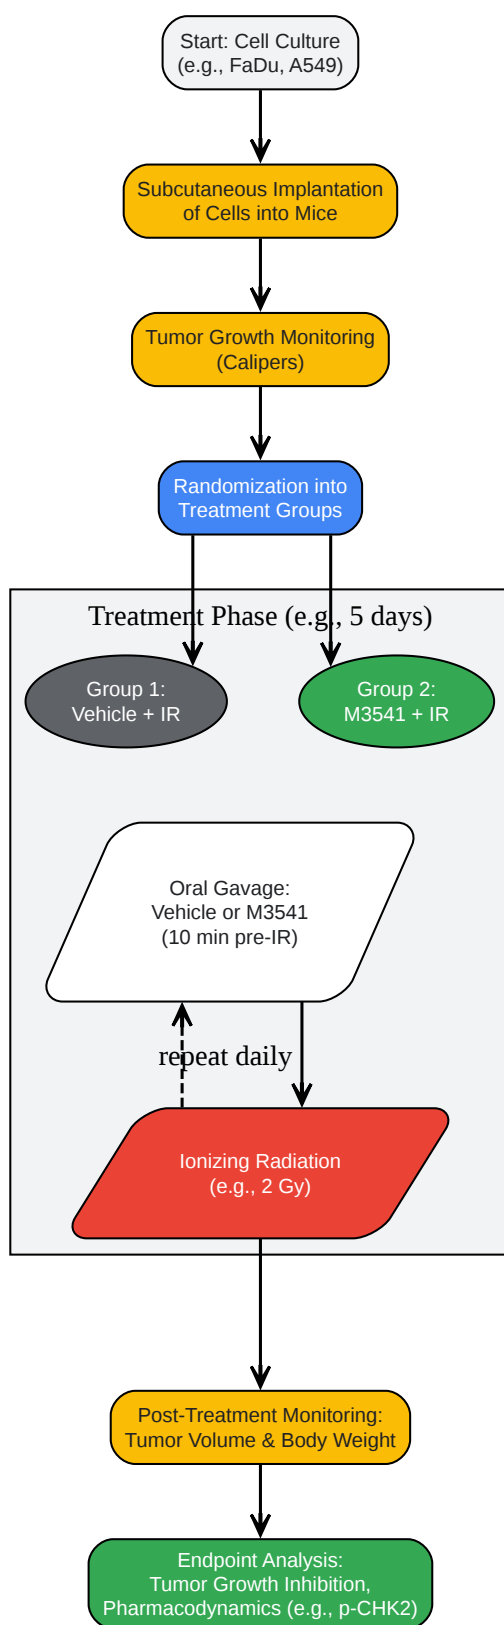 Start: Cell Culture
(e.g., FaDu, A549)
Subcutaneous Implantation
of Cells into Mice
Tumor Growth Monitoring
(Calipers)
Randomization into
Treatment Groups
Treatment Phase (e.g., 5 days)
Group 1:
Vehicle + IR
Group 2:
M3541 + IR
Oral Gavage:
Vehicle or M3541
(10 min pre-IR)
repeat daily
Ionizing Radiation
(e.g., 2 Gy)
Post-Treatment Monitoring:
Tumor Volume & Body Weight
Endpoint Analysis:
Tumor Growth Inhibition,
Pharmacodynamics (e.g., p-CHK2)